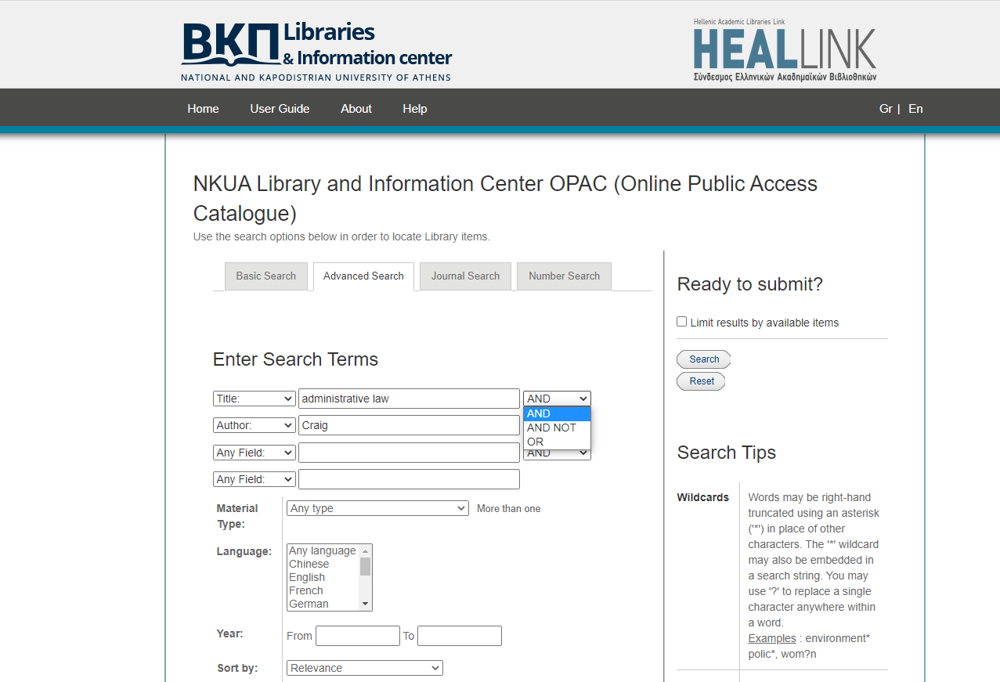 ΒΚΠ Libraries
& Information center
NATIONAL AND KAPODISTRIAN UNIVERSITY OF ATHENS
Hellenic Academic Libraries Link
HEALLINK
Σύνδεσμος Ελληνικών Ακαδημαϊκών Βιβλιοθηκών
Home User Guide About Help Gr | En
NKUA Library and Information Center OPAC (Online Public Access
Catalogue)
Use the search options below in order to locate Library items.
Basic Search Advanced Search Journal Search Number Search
Enter Search Terms
Title: administrative law AND
AND
AND NOT
OR
Author: Craig
Any Field: AND
Any Field:
Material
Type:
Any type More than one
Language:
Any language
Chinese
English
French
German
Year: From To
Sort by: Relevance
Ready to submit?
Limit results by available items
Search
Reset
Search Tips
Wildcards
Words may be right-hand
truncated using an asterisk
('*') in place of other
characters. The '*' wildcard
may also be embedded in
a search string. You may
use '?' to replace a single
character anywhere within
a word.
Examples : environment*
polic*, wom?n